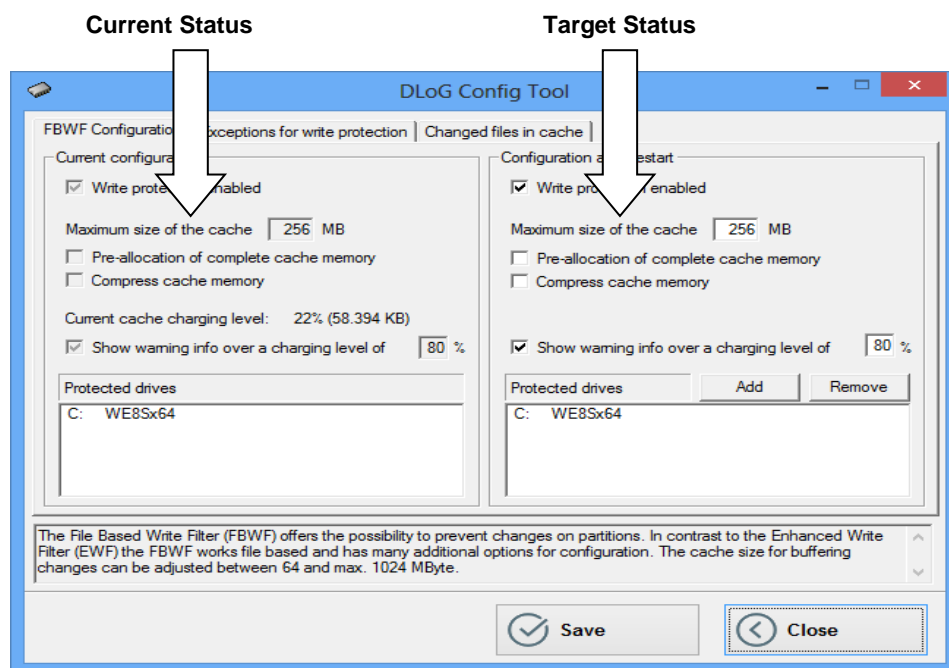 Current Status
Target Status
DLoG Config Tool
FBWF Configuratio
xceptions for write protection
Changed files in cache
Current configura
Write prote nabled
Maximum size of the cache 256 MB
Pre-allocation of complete cache memory
Compress cache memory
Current cache charging level: 22% (58.394 KB)
Show warning info over a charging level of 80 %
Protected drives
C: WE8Sx64
Configuration a estart
Write pro n enabled
Maximum size of the cache 256 MB
Pre-allocation of complete cache memory
Compress cache memory
Show warning info over a charging level of 80 %
Protected drives Add Remove
C: WE8Sx64
The File Based Write Filter (FBWF) offers the possibility to prevent changes on partitions. In contrast to the Enhanced Write
Filter (EWF) the FBWF works file based and has many additional options for configuration. The cache size for buffering
changes can be adjusted between 64 and max. 1024 MByte.
Save
Close